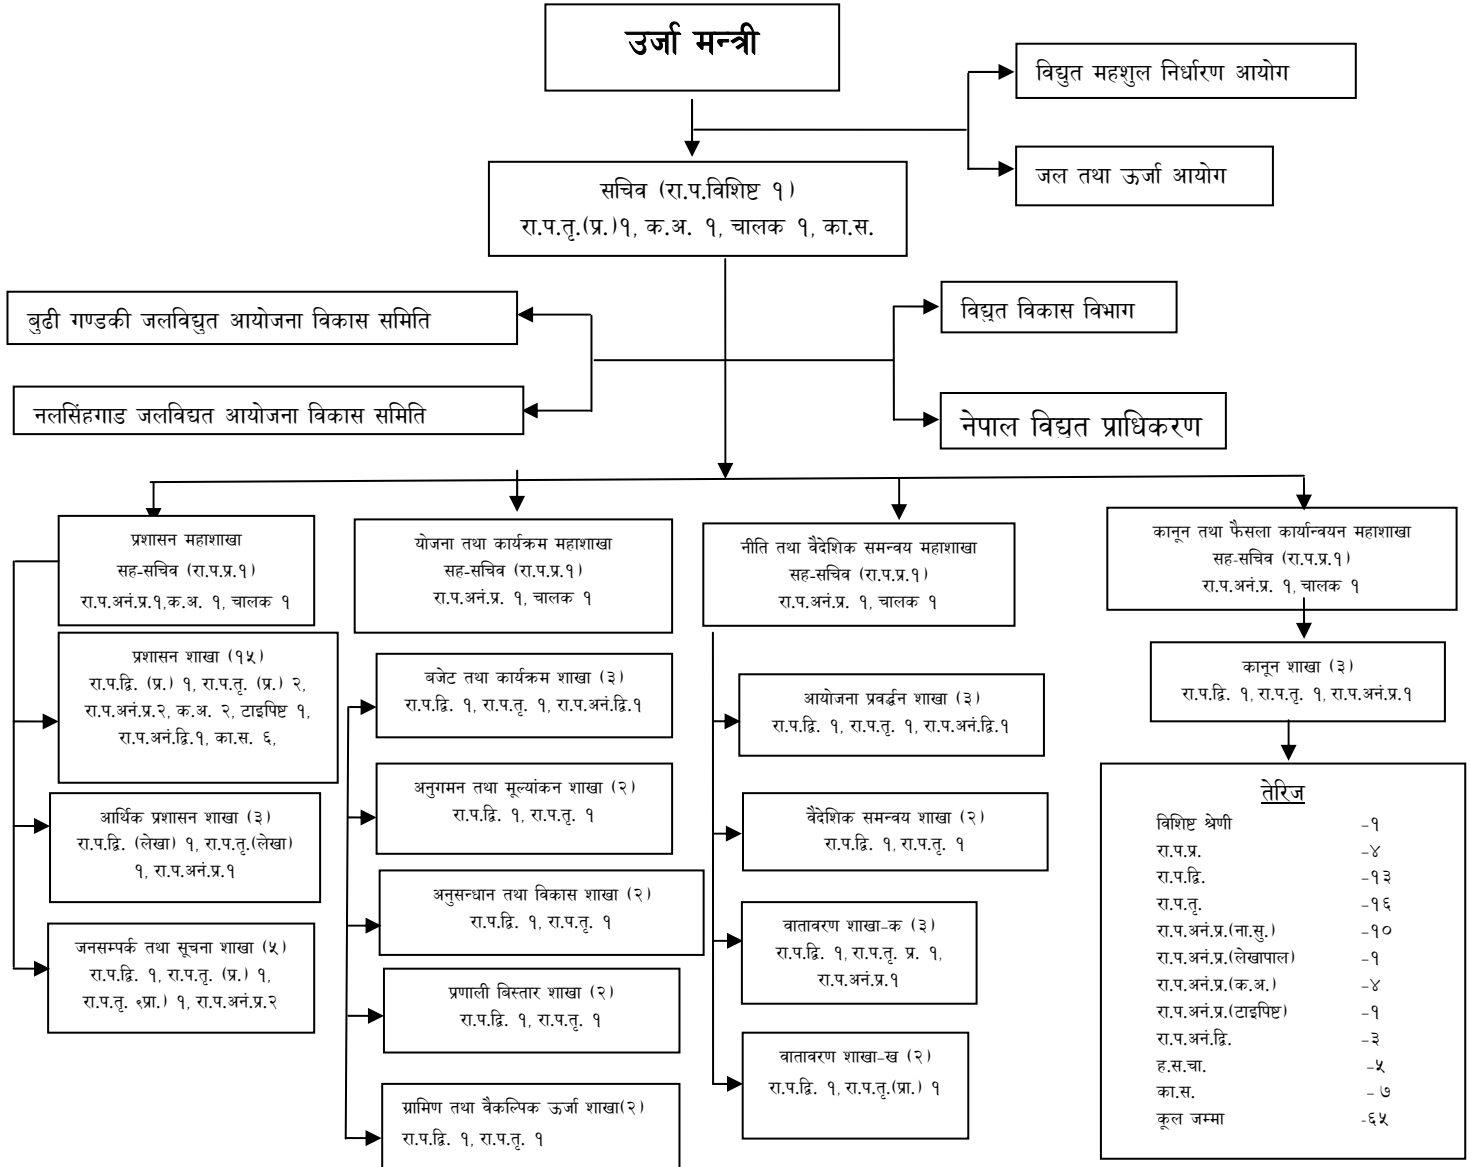 उर्जा मन्त्री
विद्युत महशुल निर्धारण आयोग
जल तथा ऊर्जा आयोग
सचिव (रा.प.विशिष्ट १)
रा.प.तृ.(प्र.)१, क.अ. १, चालक १, का.स.
बुढी गण्डकी जलविद्युत आयोजना विकास समिति
विद्युत विकास विभाग
नलसिंहगाड जलविद्यत आयोजना विकास समिति
नेपाल विद्युत प्राधिकरण
प्रशासन महाशाखा
सह-सचिव (रा.प.प्र.१)
रा.प.अनं.प्र.१,क.अ. १, चालक १
प्रशासन शाखा (१५)
रा.प.द्वि. (प्र.) १, रा.प.तृ. (प्र.) २,
रा.प.अनं.प्र.२, क.अ. २, टाइपिष्ट १,
रा.प.अनं.द्वि.१, का.स. ६,
आर्थिक प्रशासन शाखा (३)
रा.प.द्वि. (लेखा) १, रा.प.तृ.(लेखा)
१, रा.प.अनं.प्र.१
जनसम्पर्क तथा सूचना शाखा (५)
रा.प.द्वि. १, रा.प.तृ. (प्र.) १,
रा.प.तृ. ९प्रा.) १, रा.प.अनं.प्र.२
योजना तथा कार्यक्रम महाशाखा
सह-सचिव (रा.प.प्र.१)
रा.प.अनं.प्र. १, चालक १
बजेट तथा कार्यक्रम शाखा (३)
रा.प.द्वि. १, रा.प.तृ. १, रा.प.अनं.द्वि.१
अनुगमन तथा मूल्यांकन शाखा (२)
रा.प.द्वि. १, रा.प.तृ. १
अनुसन्धान तथा विकास शाखा (२)
रा.प.द्वि. १, रा.प.तृ. १
प्रणाली बिस्तार शाखा (२)
रा.प.द्वि. १, रा.प.तृ. १
ग्रामिण तथा वैकल्पिक ऊर्जा शाखा(२)
रा.प.द्वि. १, रा.प.तृ. १
नीति तथा वैदेशिक समन्वय महाशाखा
सह-सचिव (रा.प.प्र.१)
रा.प.अनं.प्र. १, चालक १
आयोजना प्रवर्द्धन शाखा (३)
रा.प.द्वि. १, रा.प.तृ. १, रा.प.अनं.द्वि.१
वैदेशिक समन्वय शाखा (२)
रा.प.द्वि. १, रा.प.तृ. १
वातावरण शाखा-क (३)
रा.प.द्वि. १, रा.प.तृ. प्र. १,
रा.प.अनं.प्र.१
वातावरण शाखा-ख (२)
रा.प.द्वि. १, रा.प.तृ.(प्रा.) १
कानून तथा फैसला कार्यान्वयन महाशाखा
सह-सचिव (रा.प.प्र.१)
रा.प.अनं.प्र. १, चालक १
कानून शाखा (३)
रा.प.द्वि. १, रा.प.तृ. १, रा.प.अनं.प्र.१
तेरिज
विशिष्ट श्रेणी -१
रा.प.प्र. -४
रा.प.द्वि. -१३
रा.प.तृ. -१६
रा.प.अनं.प्र.(ना.सु.) -१०
रा.प.अनं.प्र.(लेखापाल) -१
रा.प.अनं.प्र.(क.अ.) -४
रा.प.अनं.प्र.(टाइपिष्ट) -१
रा.प.अनं.द्वि. -३
ह.स.चा. -५
का.स. - ७
कूल जम्मा -६५